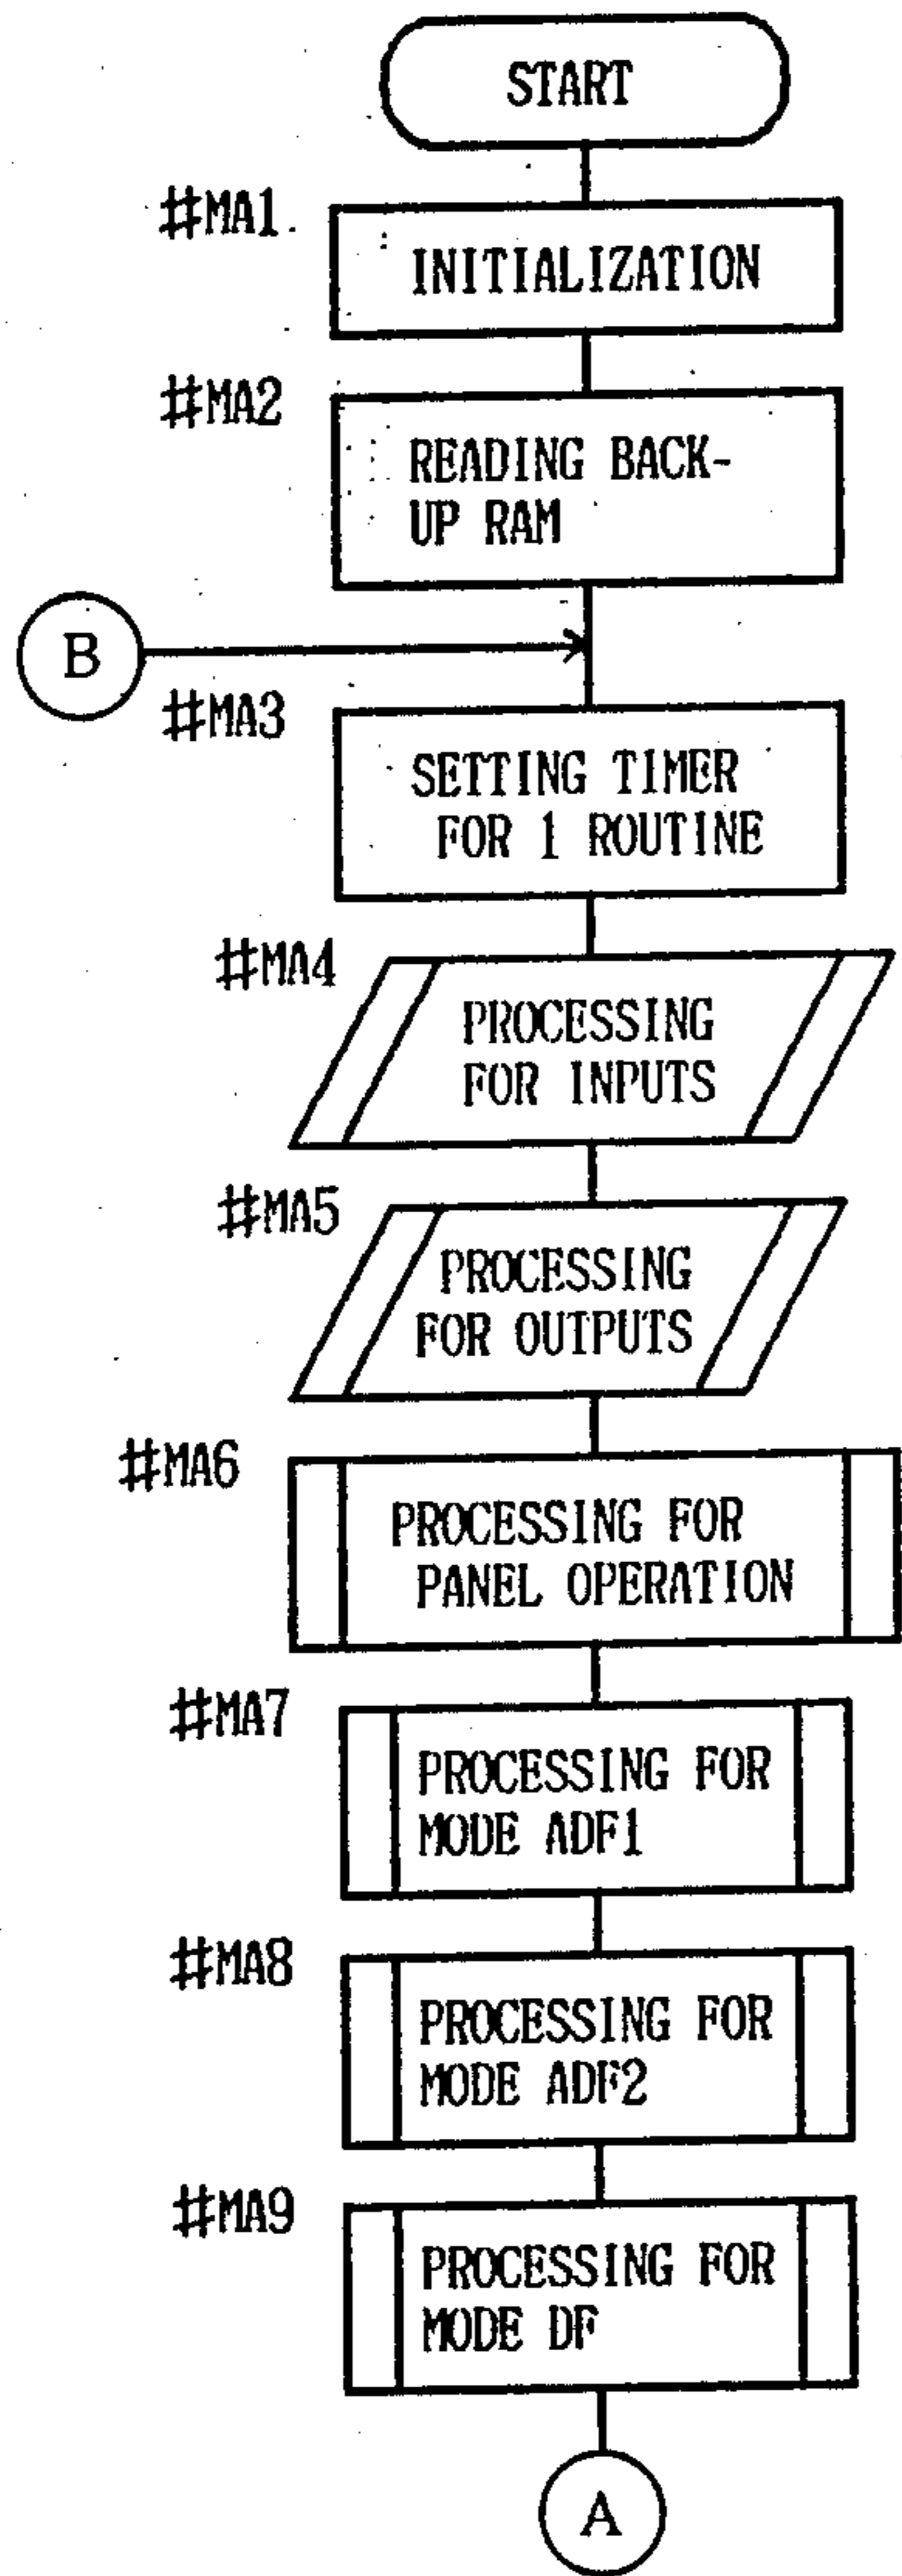 START
#MA1
INITIALIZATION
#MA2
READING BACK-
UP RAM
B
#MA3
SETTING TIMER
FOR 1 ROUTINE
#MA4
PROCESSING
FOR INPUTS
#MA5
PROCESSING
FOR OUTPUTS
#MA6
PROCESSING FOR
PANEL OPERATION
#MA7
PROCESSING FOR
MODE ADF1
#MA8
PROCESSING FOR
MODE ADF2
#MA9
PROCESSING FOR
MODE DF
A